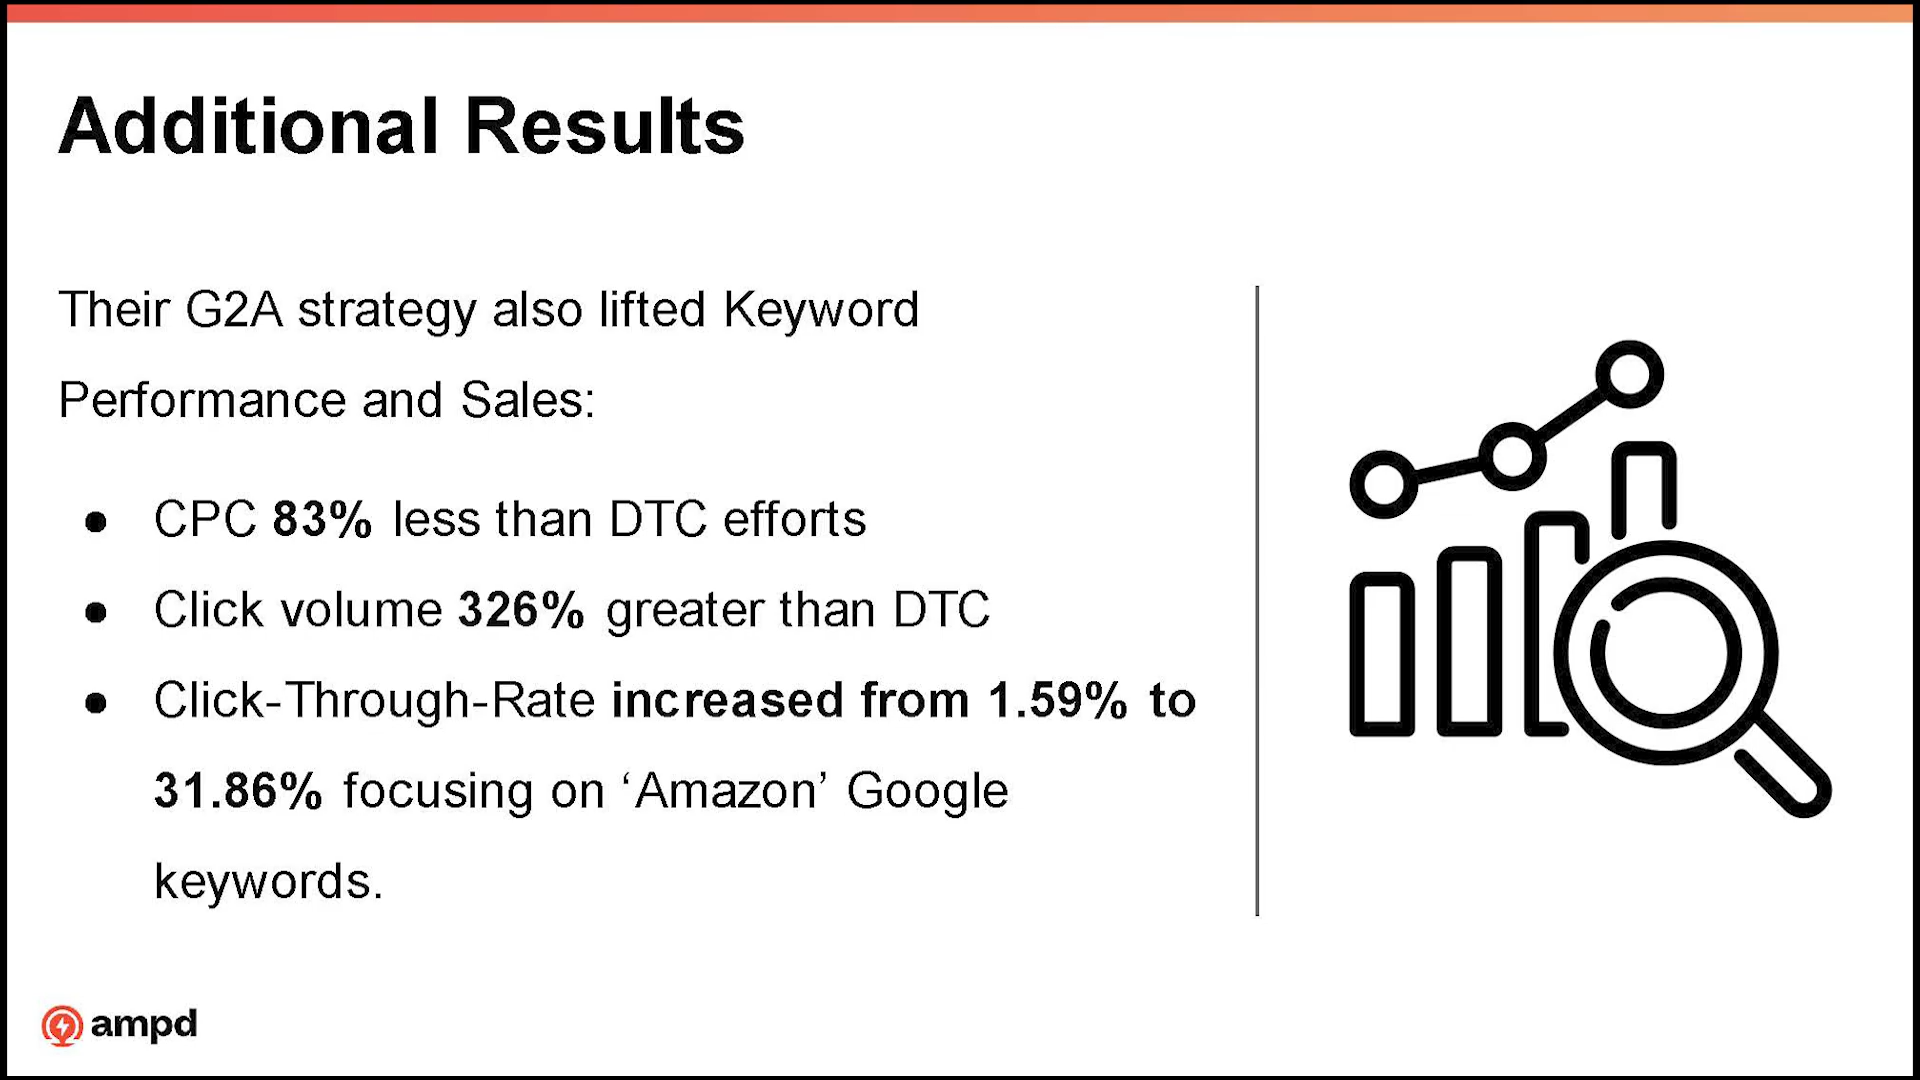 Additional Results
Their G2A strategy also lifted Keyword
Performance and Sales:
● CPC 83% less than DTC efforts
● Click volume 326% greater than DTC
● Click-Through-Rate increased from 1.59% to
31.86% focusing on ‘Amazon’ Google
keywords.
ampd